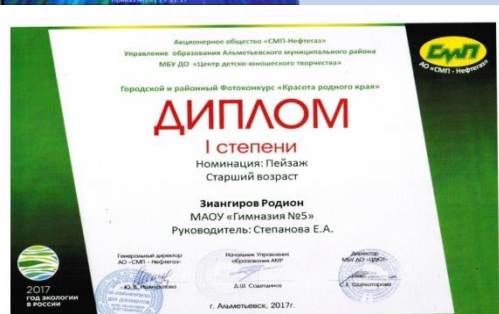 Акционерное общество «СМП-Нефтегаз»
Управление образования Альметьевского муниципального района
МБУ ДО «Центр детско-юношеского творчества»
СМП
АО «СМП - Нефтегаз»
Городской и районный Фотоконкурс «Красота родного края»
ДИПЛОМ
I степени
Номинация: Пейзаж
Старший возраст
Зиангиров Родион
МАОУ «Гимназия №5»
Руководитель: Степанова Е.А.
Генеральный директор
АО «СМП - Нефтегаз»
Начальник Управления
образования АМР
Директор
МБУ ДО «ЦДЮТ»
Ю.В.
Д.Ш.
2017
ГОД ЭКОЛОГИИ
В РОССИИ
г. Альметьевск, 2017г.